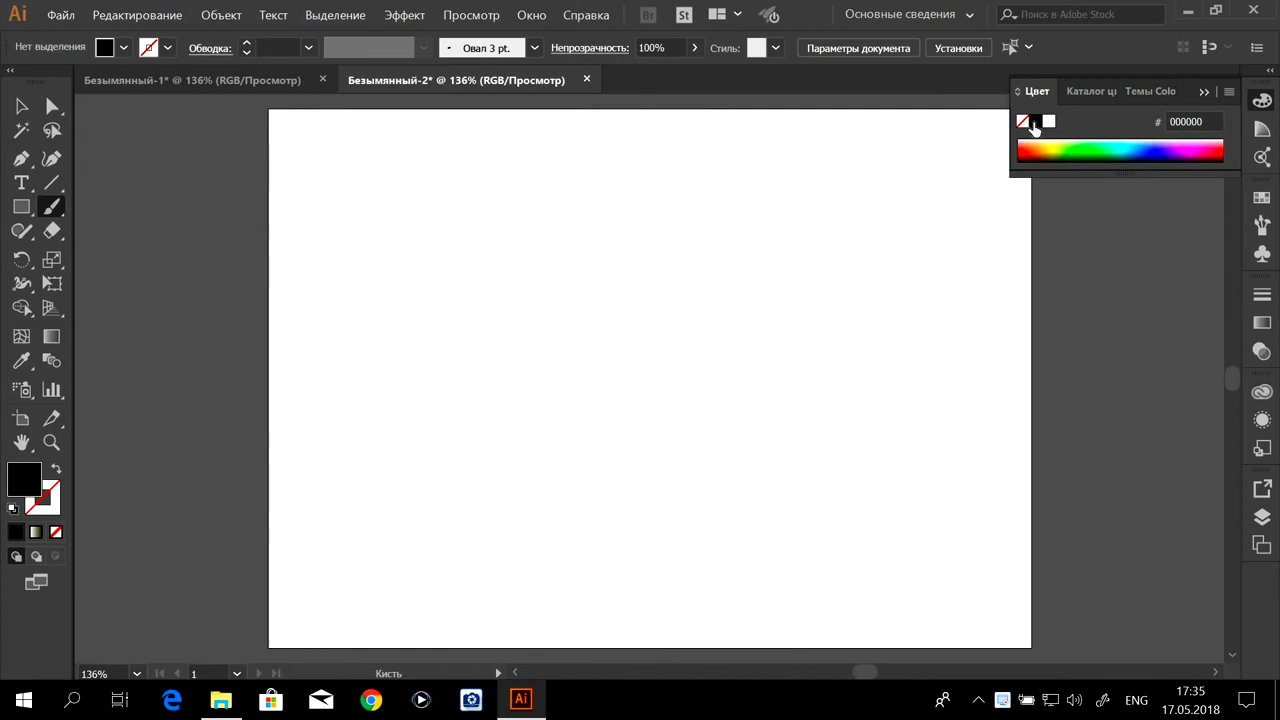 Ai Файл Редактирование Объект Текст Выделение Эффект Просмотр Окно Справка Br St Основные сведения Поиск в Adobe Stock
Нет выделения Обводка: Овал 3 pt. Непрозрачность: 100% Стиль: Параметры документа Установки
Безымянный-1* @ 136% (RGB/Просмотр) Безымянный-2* @ 136% (RGB/Просмотр)
Цвет Каталог цв Темы Colo
# 000000
136% 1 Кисть
Ai ENG 17:35
17.05.2018